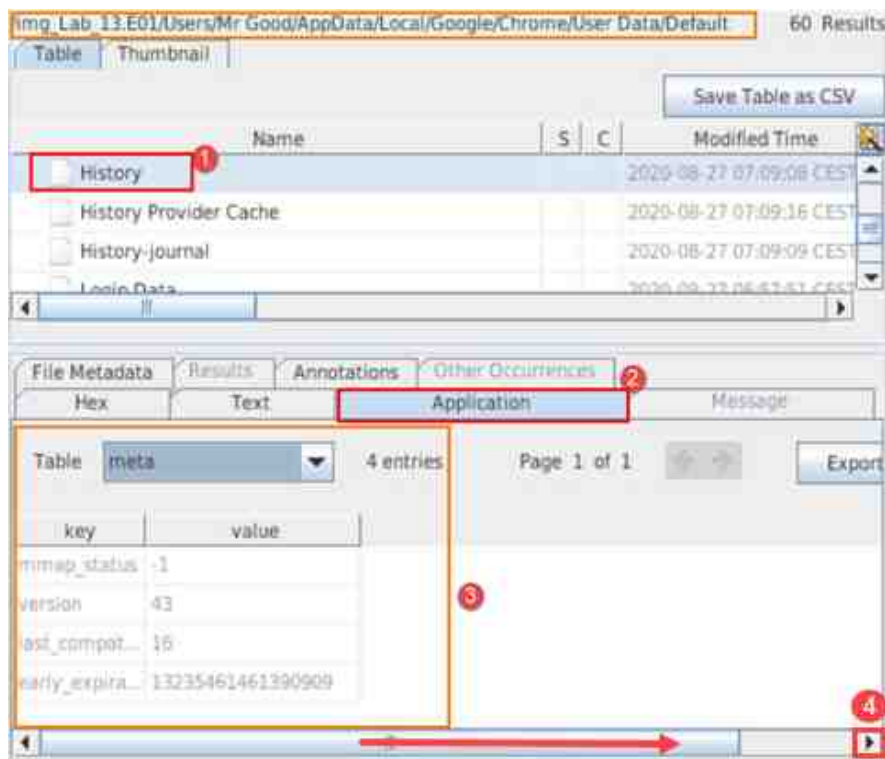 img_Lab_13.E01/Users/Mr Good/AppData/Local/Google/Chrome/User Data/Default 60 Results
Table Thumbnail
Save Table as CSV
Name S C Modified Time
1
History 2020-08-27 07:09:08 CEST
History Provider Cache 2020-08-27 07:09:16 CEST
History-journal 2020-08-27 07:09:09 CEST
Login Data
File Metadata Results Annotations Other Occurrences
2
Hex Text Application Message
Table meta 4 entries Page 1 of 1 Export
key value
mmap_status -1
version 43
3
last_compat... 16
early_expira... 13235461461390909
4